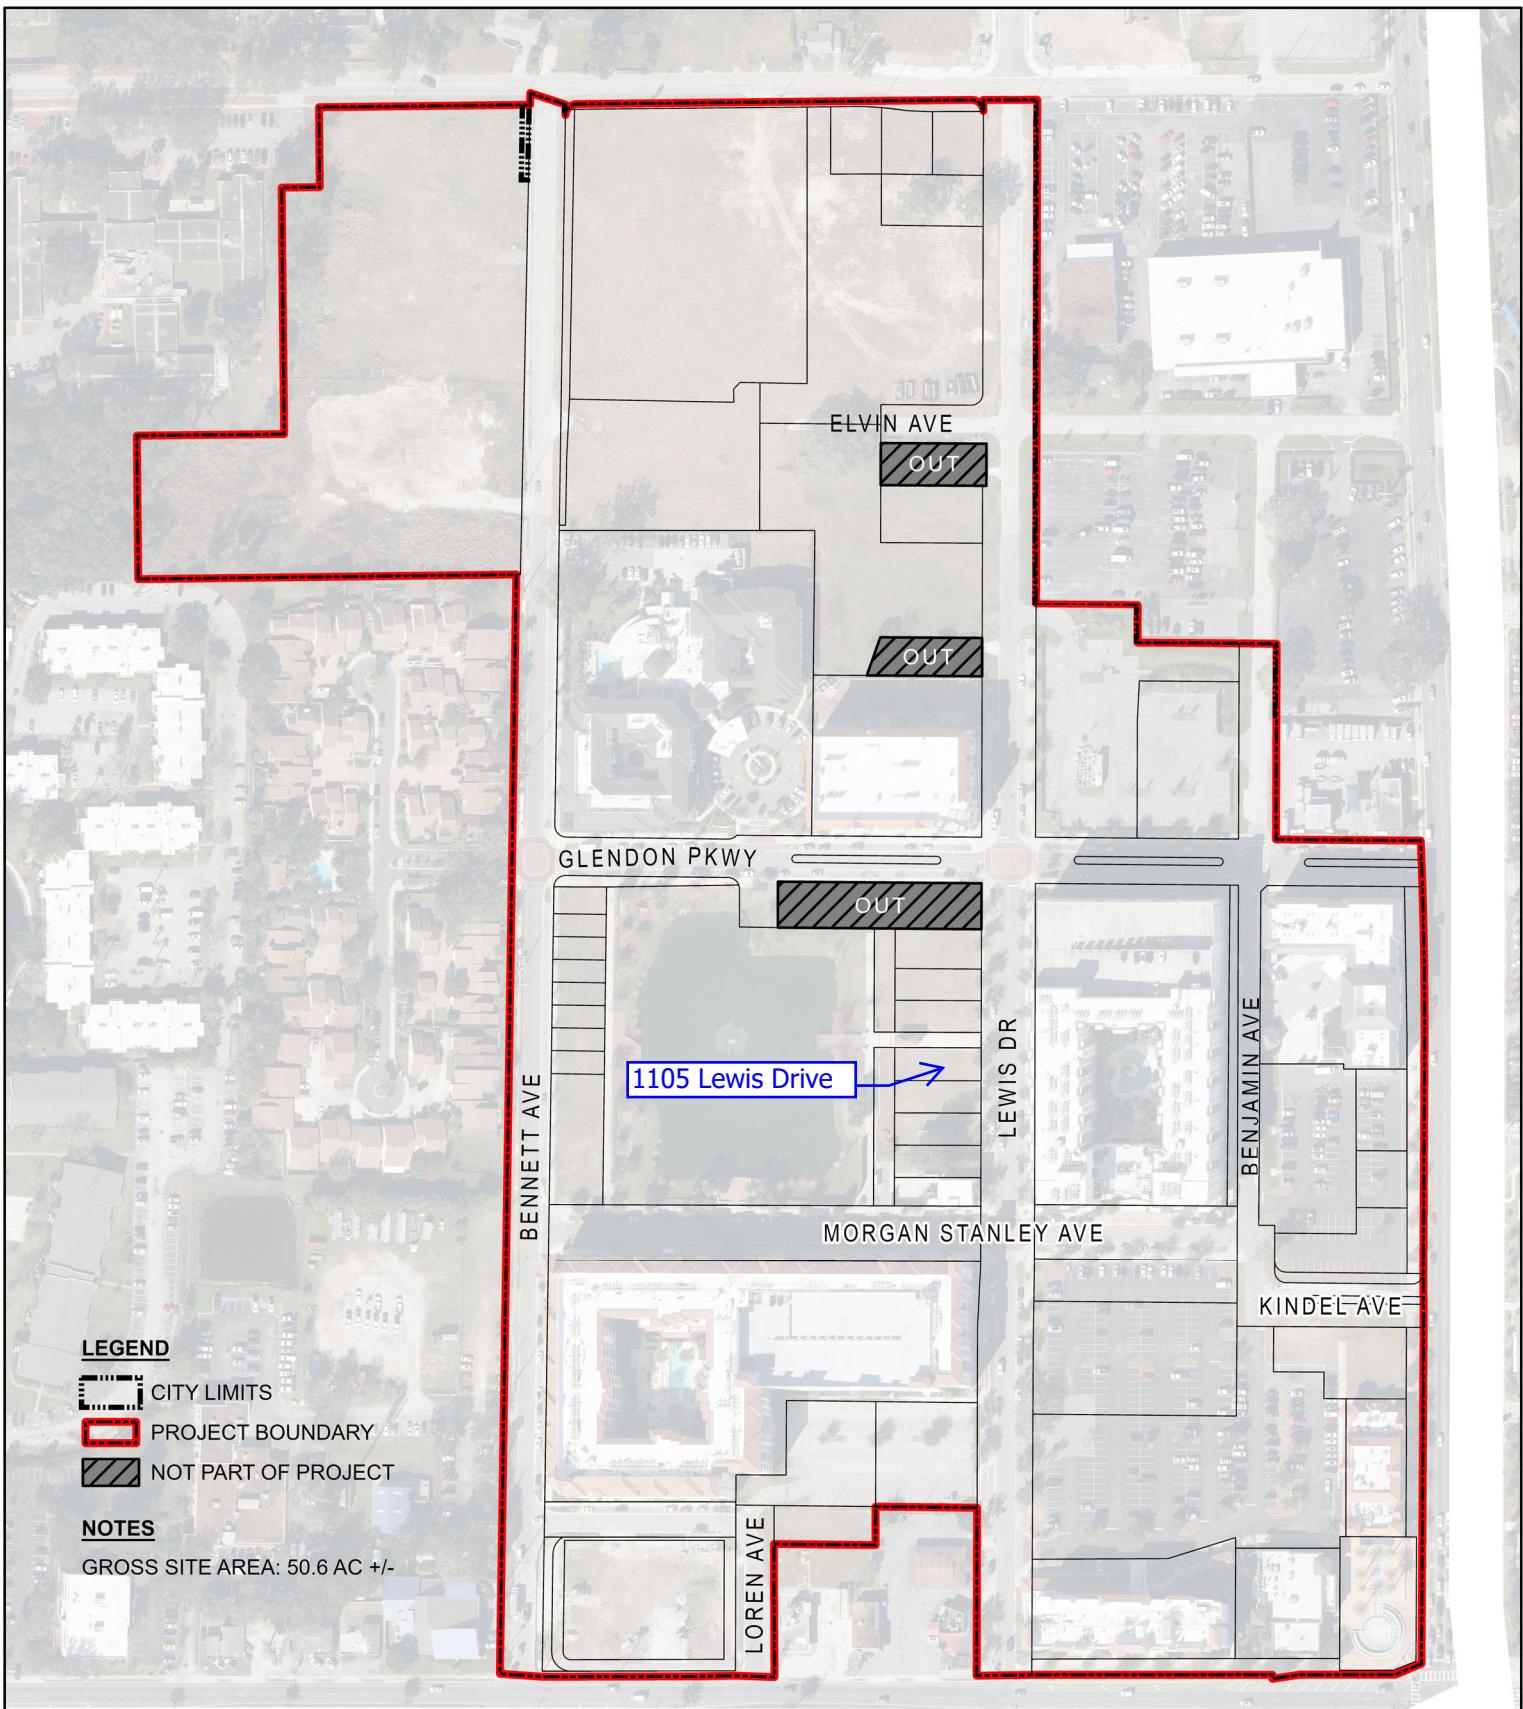 ELVIN AVE
OUT
OUT
GLENDON PKWY
OUT
1105 Lewis Drive
LEWIS DR
BENJAMIN AVE
BENNETT AVE
MORGAN STANLEY AVE
KINDEL AVE
LOREN AVE
LEGEND
CITY LIMITS
PROJECT BOUNDARY
NOT PART OF PROJECT
NOTES
GROSS SITE AREA: 50.6 AC +/-